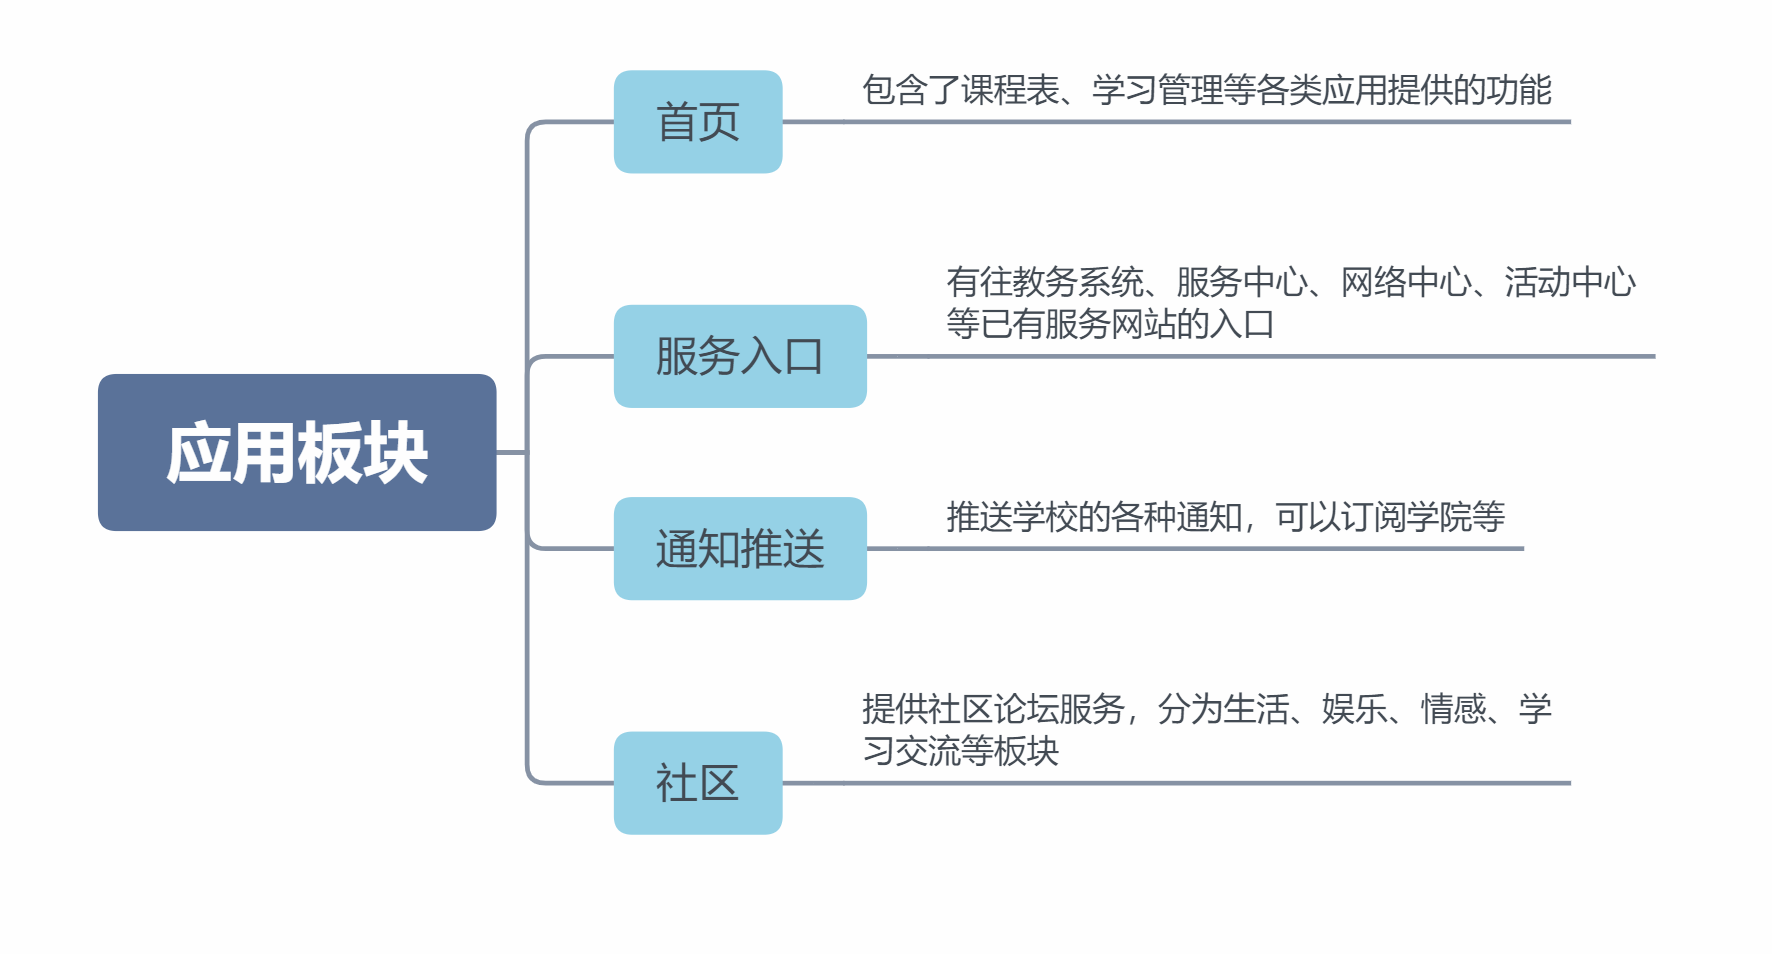 应用板块
首页
包含了课程表、学习管理等各类应用提供的功能
服务入口
有往教务系统、服务中心、网络中心、活动中心
等已有服务网站的入口
通知推送
推送学校的各种通知，可以订阅学院等
社区
提供社区论坛服务，分为生活、娱乐、情感、学
习交流等板块